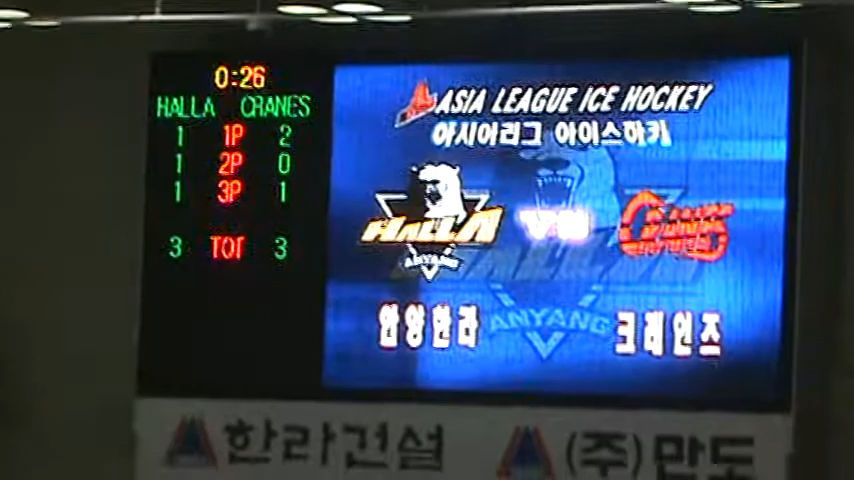 0:26
HALLA CRANES
1 1P 2
1 2P 0
1 3P 1
3 TOT 3
ASIA LEAGUE ICE HOCKEY
아시아리그 아이스하키
HALLA
ANYANG
VS
CRANES
ANYANG
안양한라
크레인즈
한라건설
(주)만도